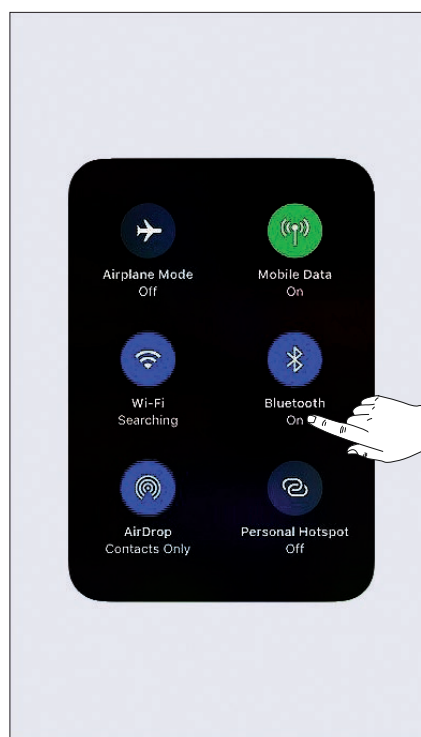 Airplane Mode
Off
Mobile Data
On
Wi-Fi
Searching
Bluetooth
On
AirDrop
Contacts Only
Personal Hotspot
Off